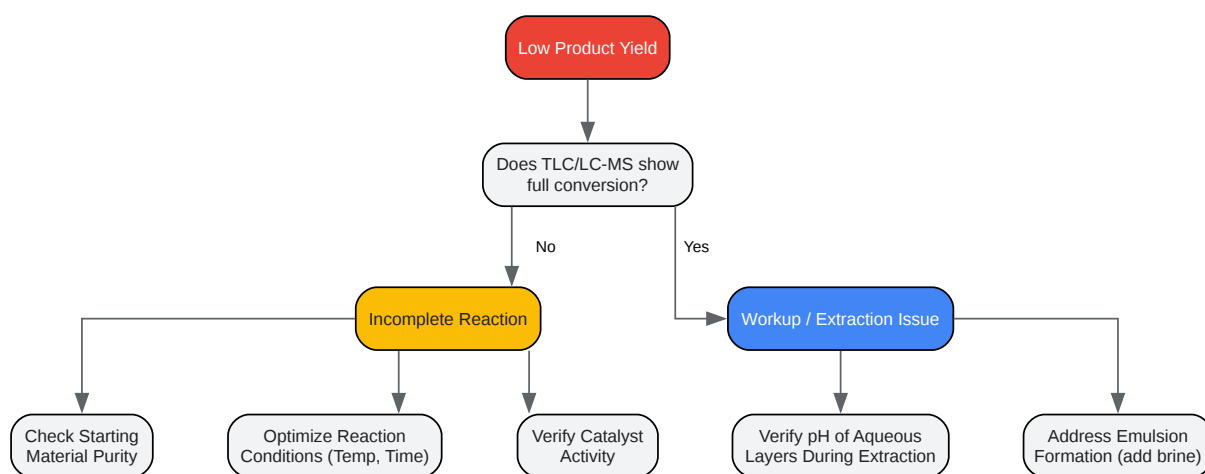 Low Product Yield
Does TLC/LC-MS show
full conversion?
No
Yes
Incomplete Reaction
Workup / Extraction Issue
Check Starting
Material Purity
Optimize Reaction
Conditions (Temp, Time)
Verify Catalyst
Activity
Verify pH of Aqueous
Layers During Extraction
Address Emulsion
Formation (add brine)